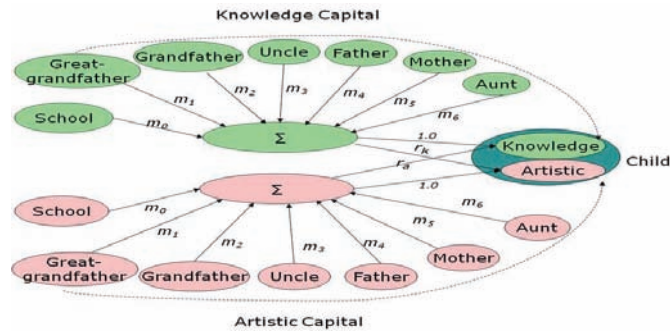 Knowledge Capital
Great-
grandfather
Grandfather
Uncle
Father
Mother
Aunt
School
m0
m1
m2
m3
m4
m5
m6
Σ
1.0
rk
ra
1.0
Knowledge
Artistic
Child
Σ
School
m0
m1
m2
m3
m4
m5
m6
Great-
grandfather
Grandfather
Uncle
Father
Mother
Aunt
Artistic Capital